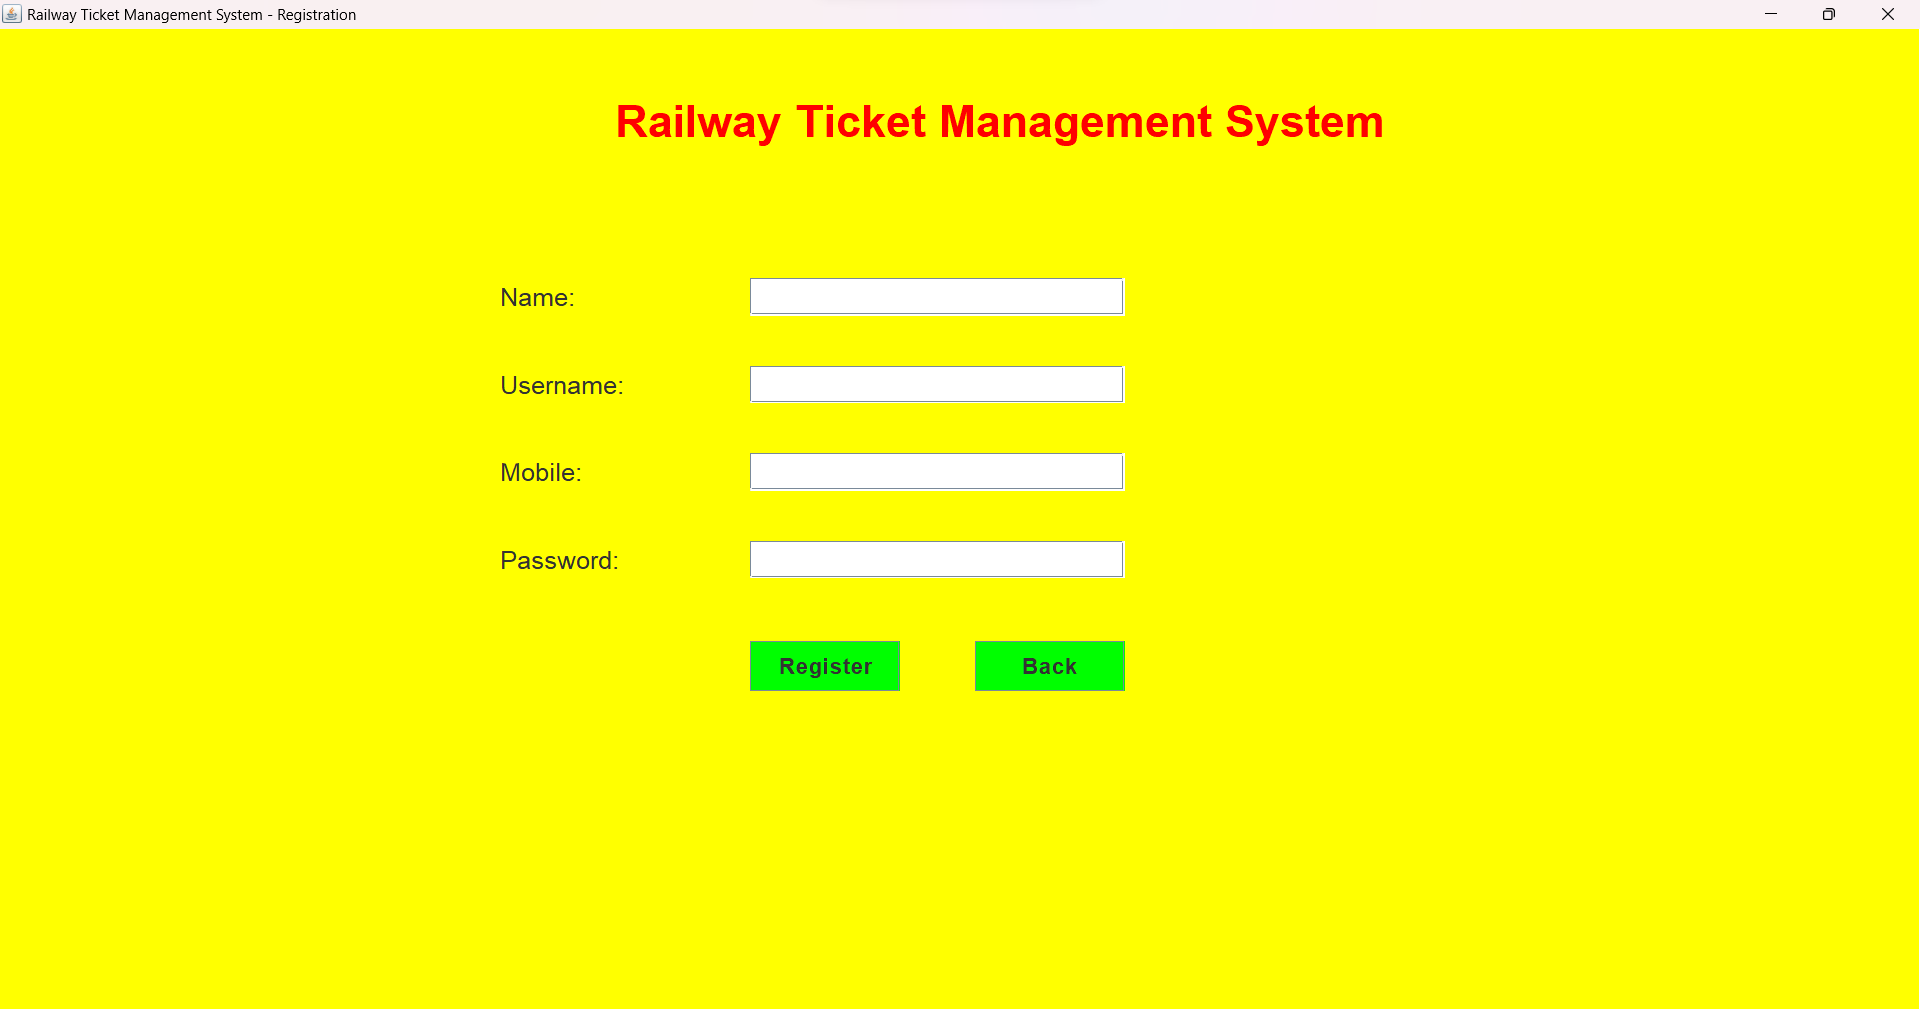 Railway Ticket Management System - Registration
Railway Ticket Management System
Name:
Username:
Mobile:
Password:
Register Back